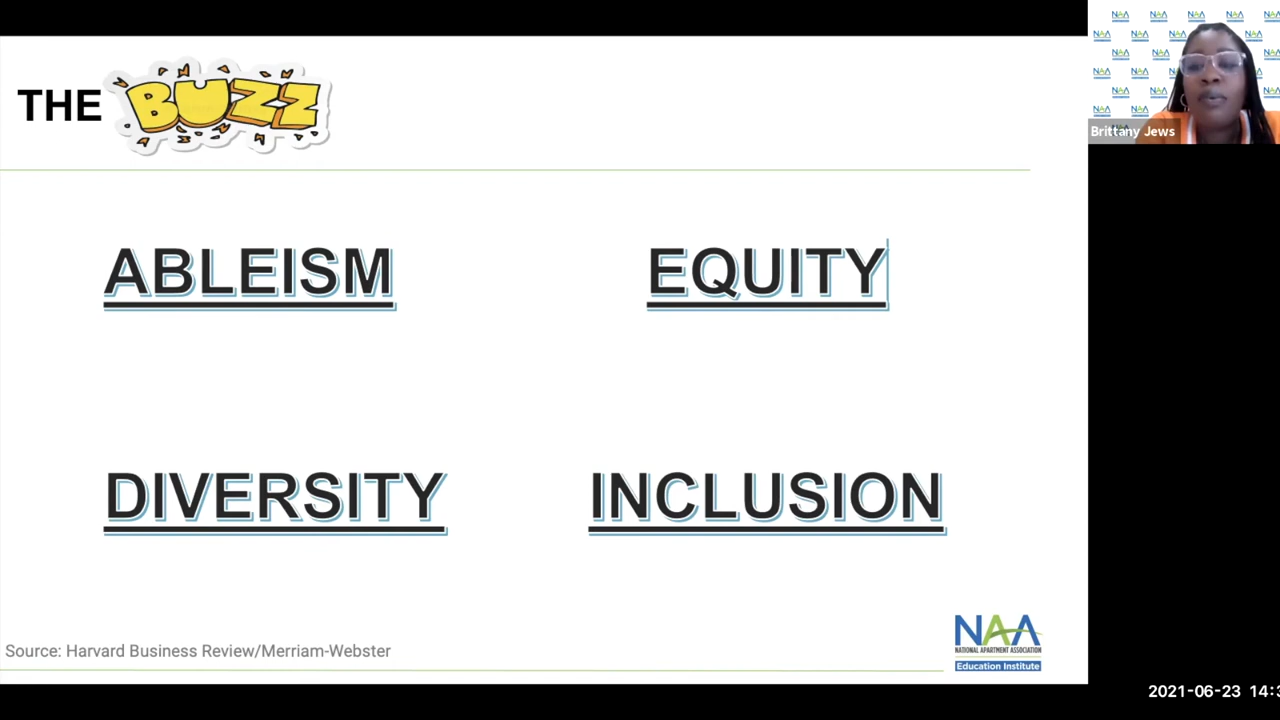 THE BUZZ
ABLEISM
EQUITY
DIVERSITY
INCLUSION
Source: Harvard Business Review/Merriam-Webster
NAA
NATIONAL APARTMENT ASSOCIATION
Education Institute
Brittany Jews
2021-06-23 14:3